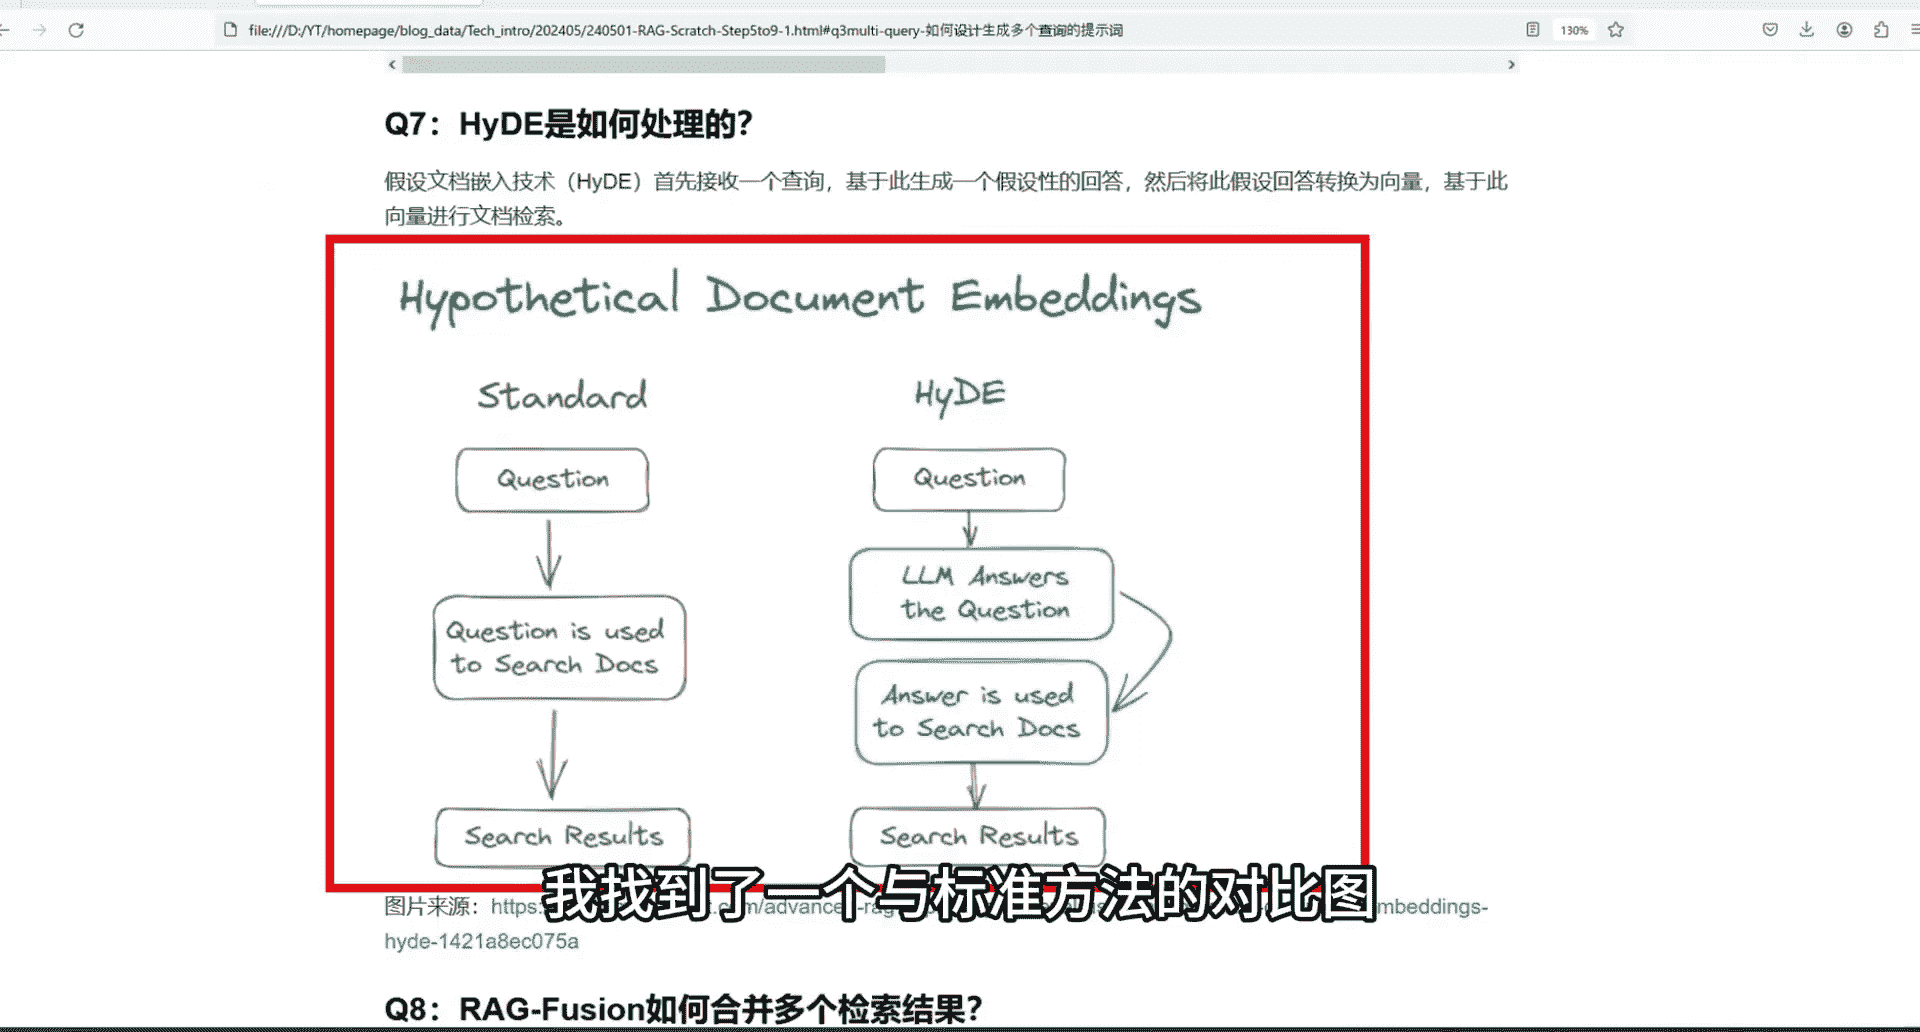 file:///D:/YT/homepage/blog_data/Tech_intro/202405/240501-RAG-Scratch-Step5to9-1.html#q3multi-query-如何设计生成多个查询的提示词
130%
Q7：HyDE是如何处理的？
假设文档嵌入技术（HyDE）首先接收一个查询，基于此生成一个假设性的回答，然后将此假设回答转换为向量，基于此
向量进行文档检索。
Hypothetical Document Embeddings
Standard
Question
Question is used
to Search Docs
Search Results
HyDE
Question
LLM Answers
the Question
Answer is used
to Search Docs
Search Results
我找到了一个与标准方法的对比图
图片来源：https:
mbeddings-
hyde-1421a8ec075a
Q8：RAG-Fusion如何合并多个检索结果？